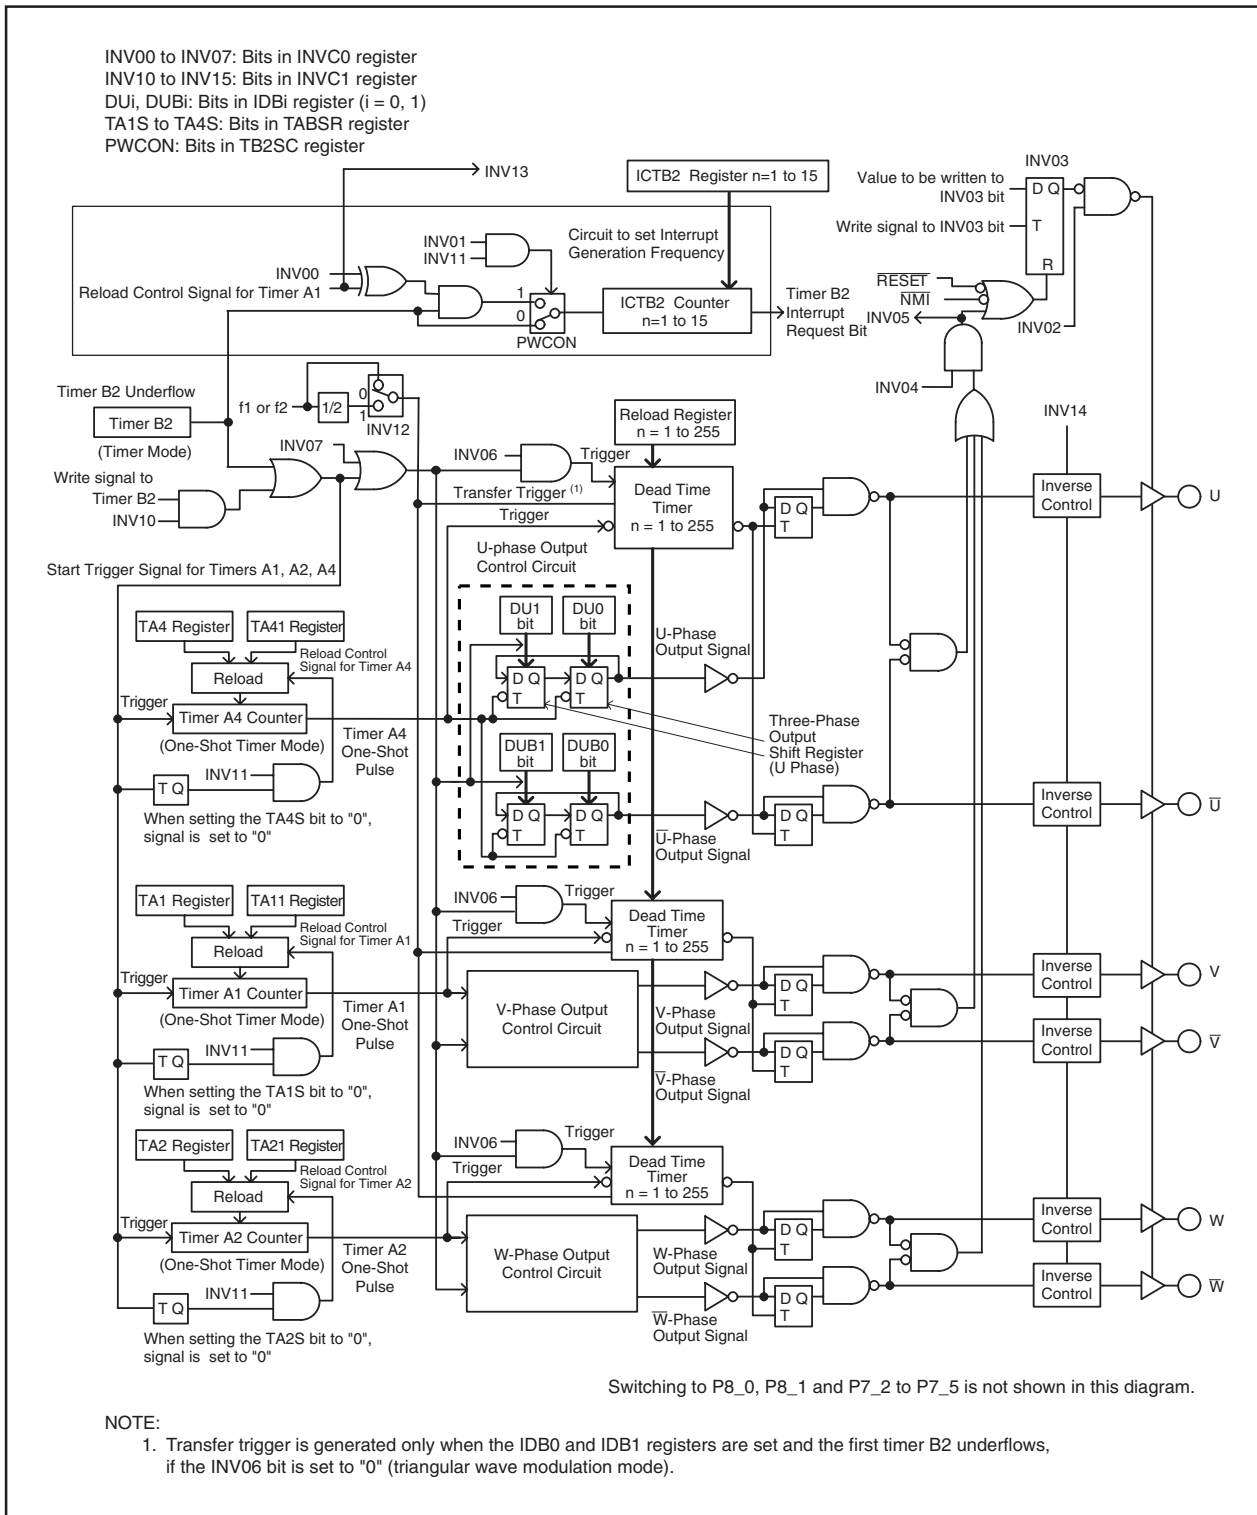 INV00 to INV07: Bits in INVC0 register
INV10 to INV15: Bits in INVC1 register
DUi, DUBi: Bits in IDBi register (i = 0, 1)
TA1S to TA4S: Bits in TABSR register
PWCON: Bits in TB2SC register
INV13
ICTB2 Register n=1 to 15
INV03
Value to be written to
INV03 bit
D Q
Write signal to INV03 bit
T
R
INV01
INV11
Circuit to set Interrupt
Generation Frequency
INV00
Reload Control Signal for Timer A1
1
0
PWCON
ICTB2 Counter
n=1 to 15
Timer B2
Interrupt
Request Bit
R̅E̅S̅E̅T̅
N̅M̅I̅
INV05
INV02
INV04
INV14
Timer B2 Underflow
Timer B2
(Timer Mode)
f1 or f2
1/2
0
1
INV12
INV07
Write signal to
Timer B2
INV10
Reload Register
n = 1 to 255
INV06
Trigger
Transfer Trigger (1)
Trigger
Dead Time
Timer
n = 1 to 255
D Q
T
Inverse
Control
U
Start Trigger Signal for Timers A1, A2, A4
U-phase Output
Control Circuit
TA4 Register
TA41 Register
Reload Control
Signal for Timer A4
Reload
Trigger
Timer A4 Counter
(One-Shot Timer Mode)
Timer A4
One-Shot
Pulse
INV11
T Q
When setting the TA4S bit to "0",
signal is set to "0"
DU1
bit
DU0
bit
D Q
T
D Q
T
U-Phase
Output Signal
Three-Phase
Output
Shift Register
(U Phase)
DUB1
bit
DUB0
bit
D Q
T
D Q
T
U̅-Phase
Output Signal
D Q
T
Inverse
Control
U̅
TA1 Register
TA11 Register
Reload Control
Signal for Timer A1
Reload
Trigger
Timer A1 Counter
(One-Shot Timer Mode)
Timer A1
One-Shot
Pulse
INV11
T Q
When setting the TA1S bit to "0",
signal is set to "0"
INV06
Trigger
Trigger
Dead Time
Timer
n = 1 to 255
V-Phase Output
Control Circuit
V-Phase
Output Signal
V̅-Phase
Output Signal
D Q
T
D Q
T
Inverse
Control
V
Inverse
Control
V̅
TA2 Register
TA21 Register
Reload Control
Signal for Timer A2
Reload
Trigger
Timer A2 Counter
(One-Shot Timer Mode)
Timer A2
One-Shot
Pulse
INV11
T Q
When setting the TA2S bit to "0",
signal is set to "0"
INV06
Trigger
Trigger
Dead Time
Timer
n = 1 to 255
W-Phase Output
Control Circuit
W-Phase
Output Signal
W̅-Phase
Output Signal
D Q
T
D Q
T
Inverse
Control
W
Inverse
Control
W̅
Switching to P8_0, P8_1 and P7_2 to P7_5 is not shown in this diagram.
NOTE:
1. Transfer trigger is generated only when the IDB0 and IDB1 registers are set and the first timer B2 underflows,
if the INV06 bit is set to "0" (triangular wave modulation mode).